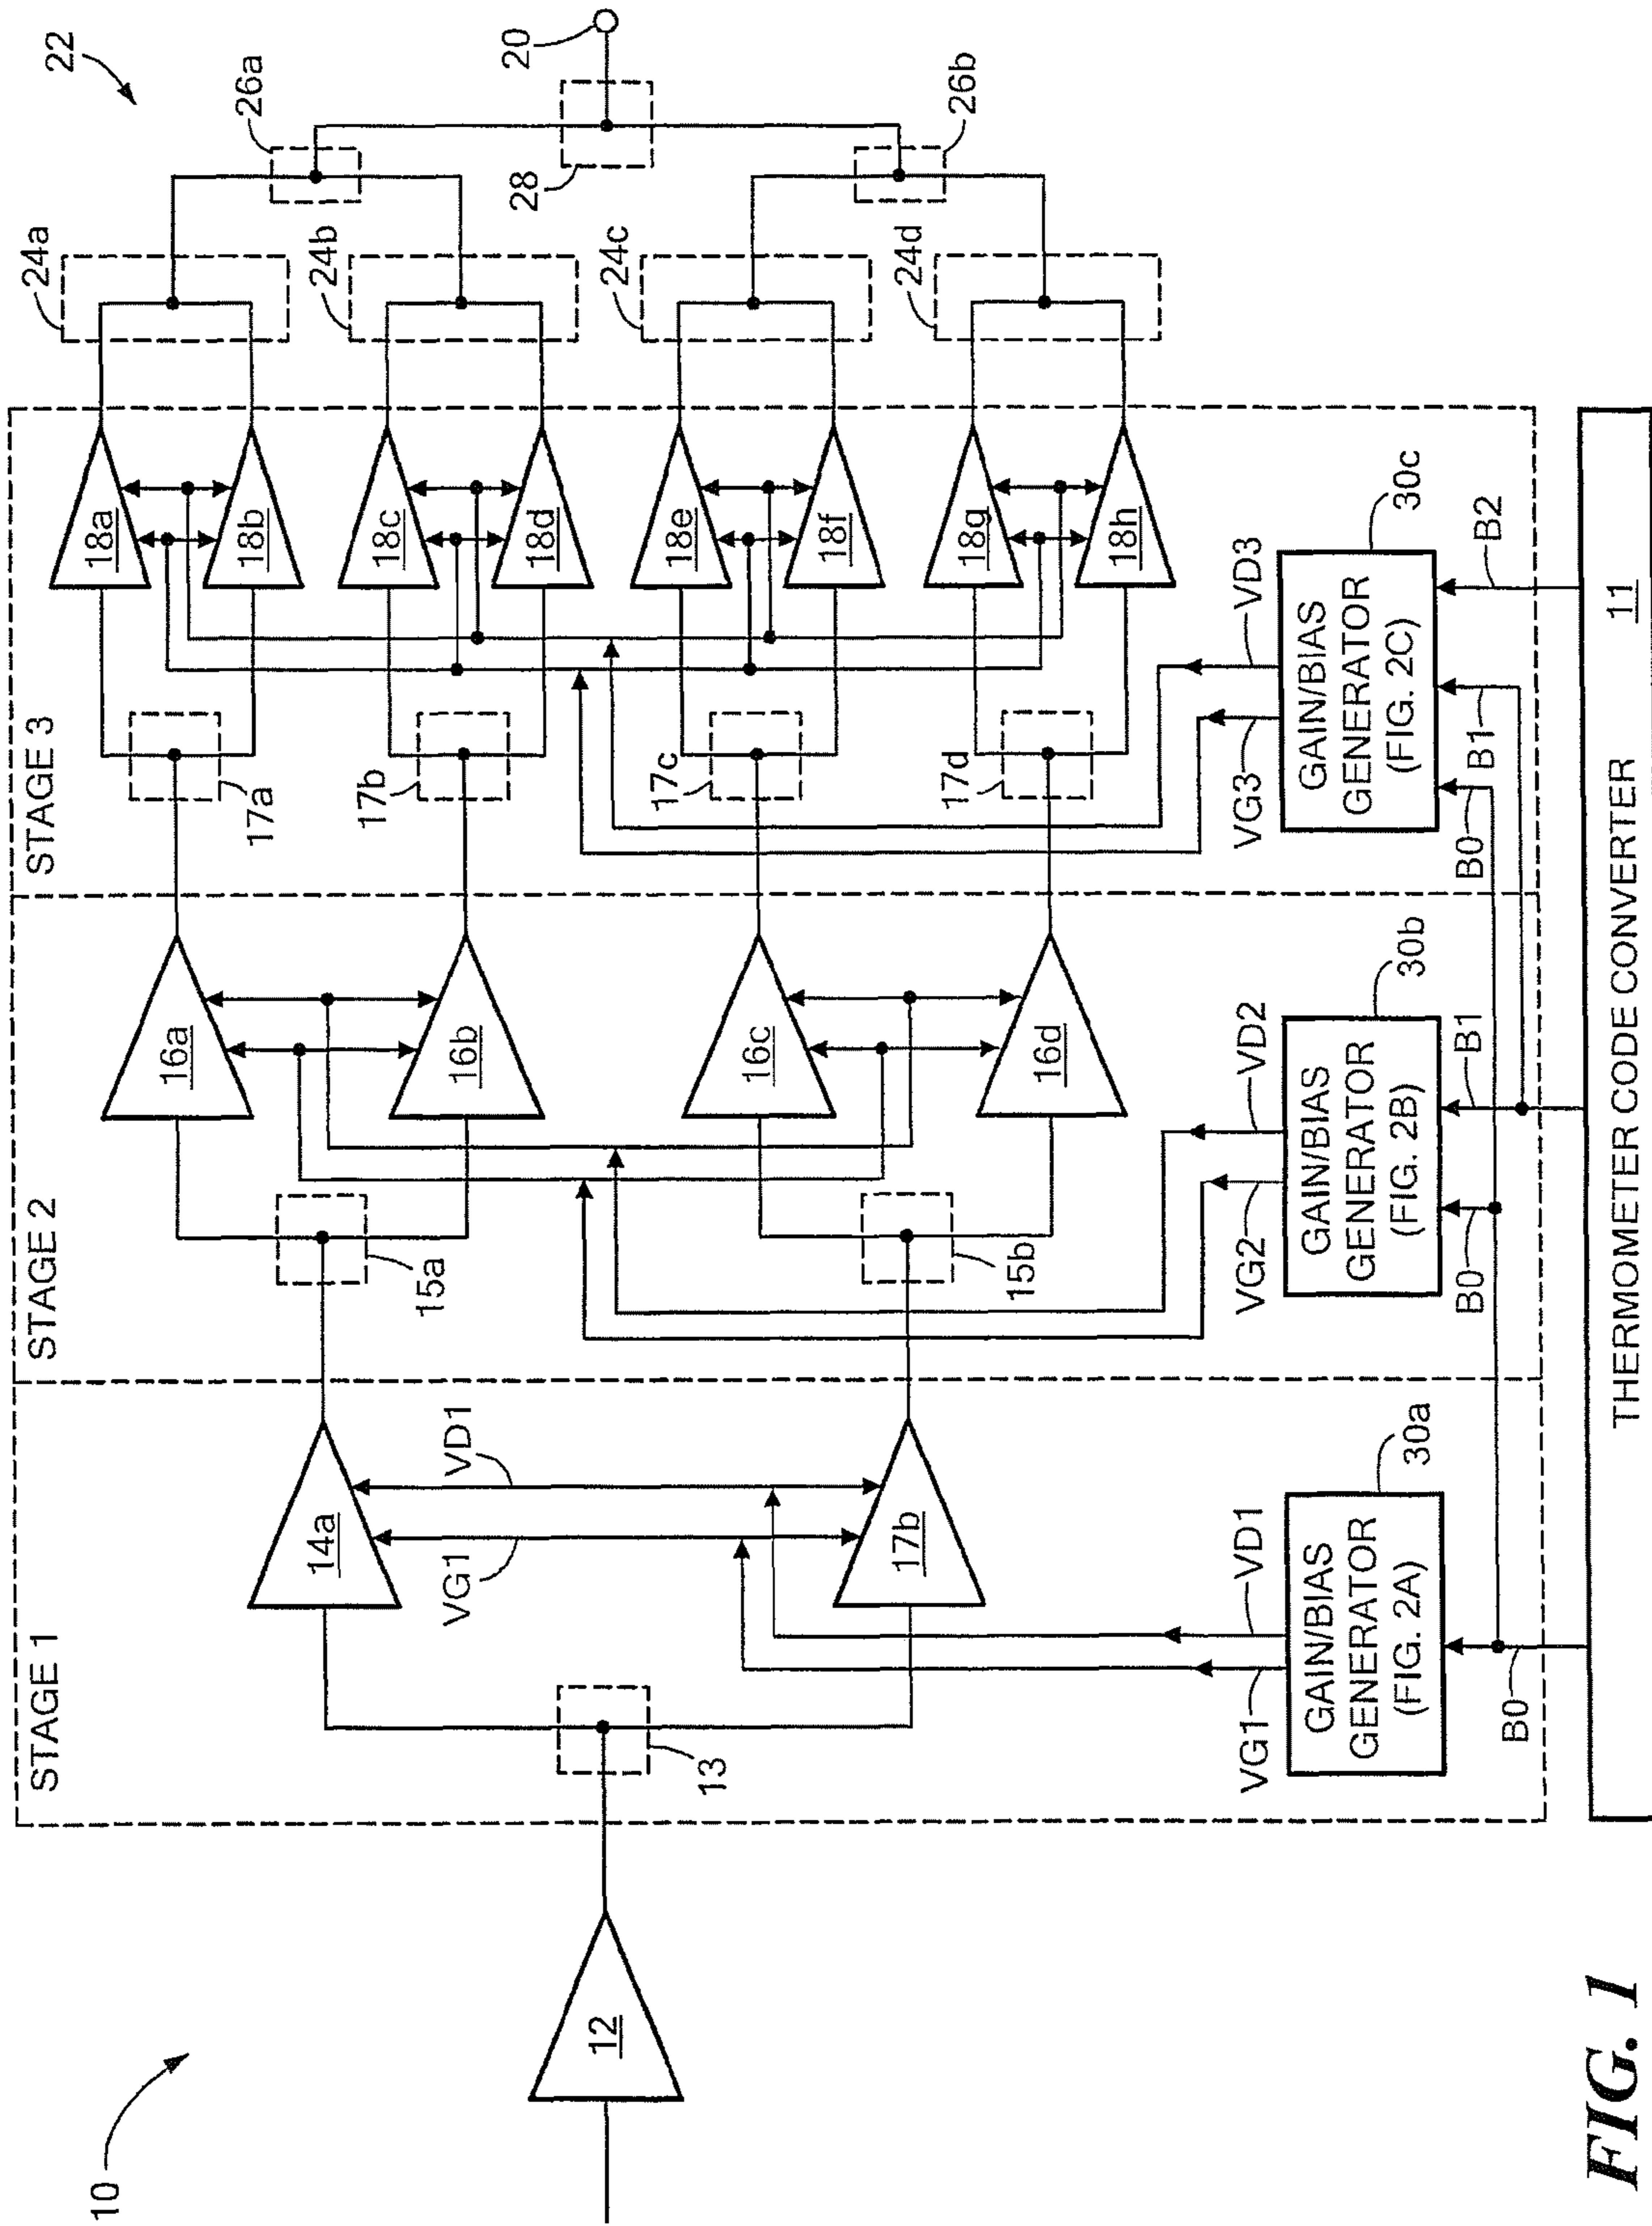 10
12
STAGE 1
13
14a
17b
VG1
VD1
VG1
VD1
GAIN/BIAS
GENERATOR
(FIG. 2A)
30a
B0
STAGE 2
15a
15b
16a
16b
16c
16d
VG2
VD2
GAIN/BIAS
GENERATOR
(FIG. 2B)
30b
B0
B1
STAGE 3
17a
17b
17c
17d
18a
18b
18c
18d
18e
18f
18g
18h
VG3
VD3
GAIN/BIAS
GENERATOR
(FIG. 2C)
30c
B0
B1
B2
24a
24b
24c
24d
26a
26b
28
20
22
THERMOMETER CODE CONVERTER 11
FIG. 1